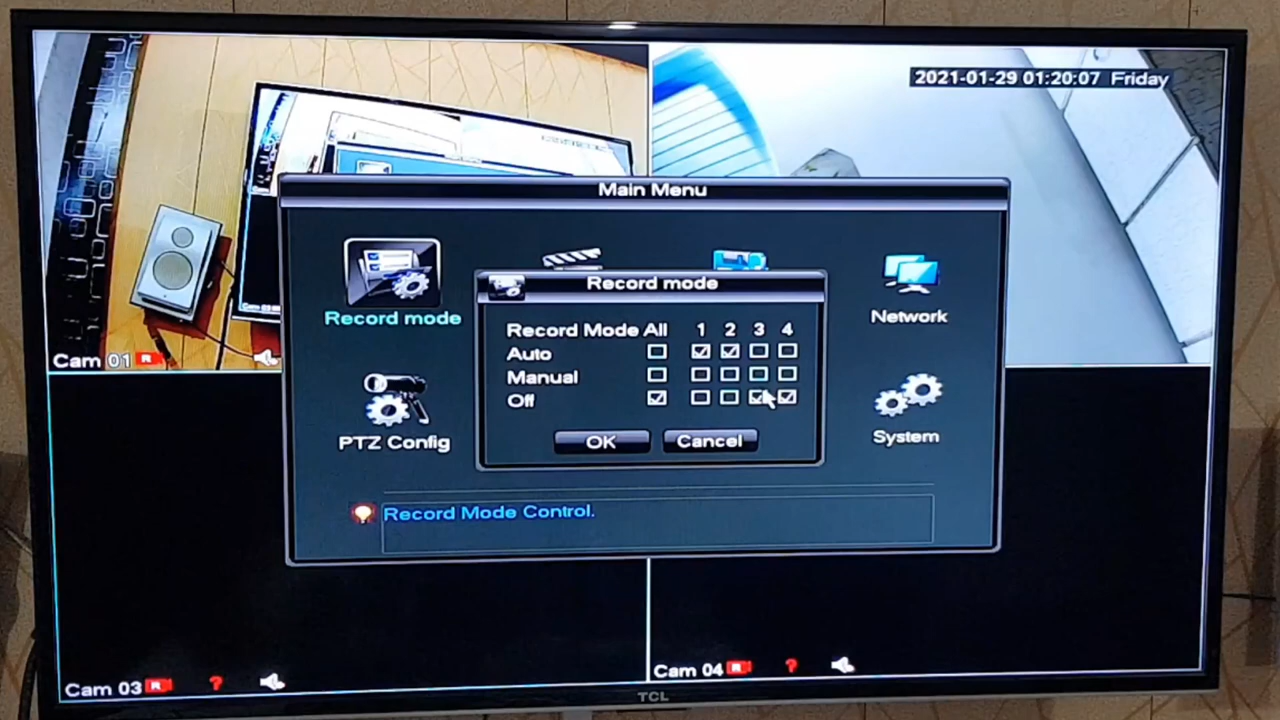 2021-01-29 01:20:07 Friday
Main Menu
Record mode
Network
PTZ Config
System
Record mode
Record Mode All 1 2 3 4
Auto
Manual
Off
OK Cancel
Record Mode Control.
Cam 01 R
Cam 03 R ?
Cam 04 R ?
TCL